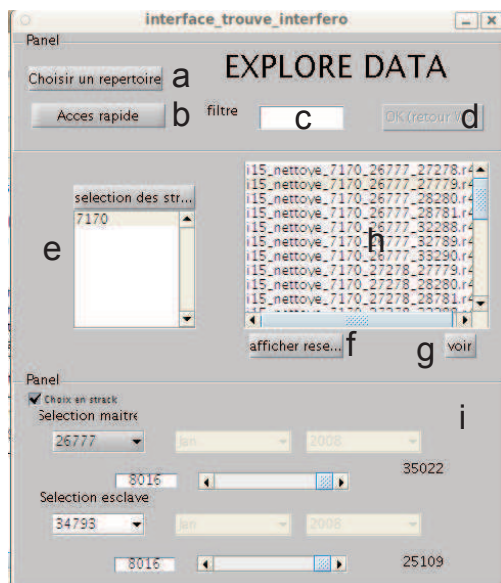 interface_trouve_interfero
Panel
Choisir un repertoire a
EXPLORE DATA
Acces rapide b filtre c OK (retour d
selection des str...
7170
e
i15_nettoye_7170_26777_27278.r4
i15_nettoye_7170_26777_27779.r4
i15_nettoye_7170_26777_28280.r4
i15_nettoye_7170_26777_28781.r4
i15_nettoye_7170_26777_32288.r4
i15_nettoye_7170_26777_32789.r4
i15_nettoye_7170_26777_33290.r4
i15_nettoye_7170_27278_27779.r4
i15_nettoye_7170_27278_28280.r4
i15_nettoye_7170_27278_28781.r4
h
afficher rese... f g voir
Panel
Choix en strack
i
Selection maitre
26777 Jan 2008
8016 35022
Selection esclave
34793 Jan 2008
8016 25109